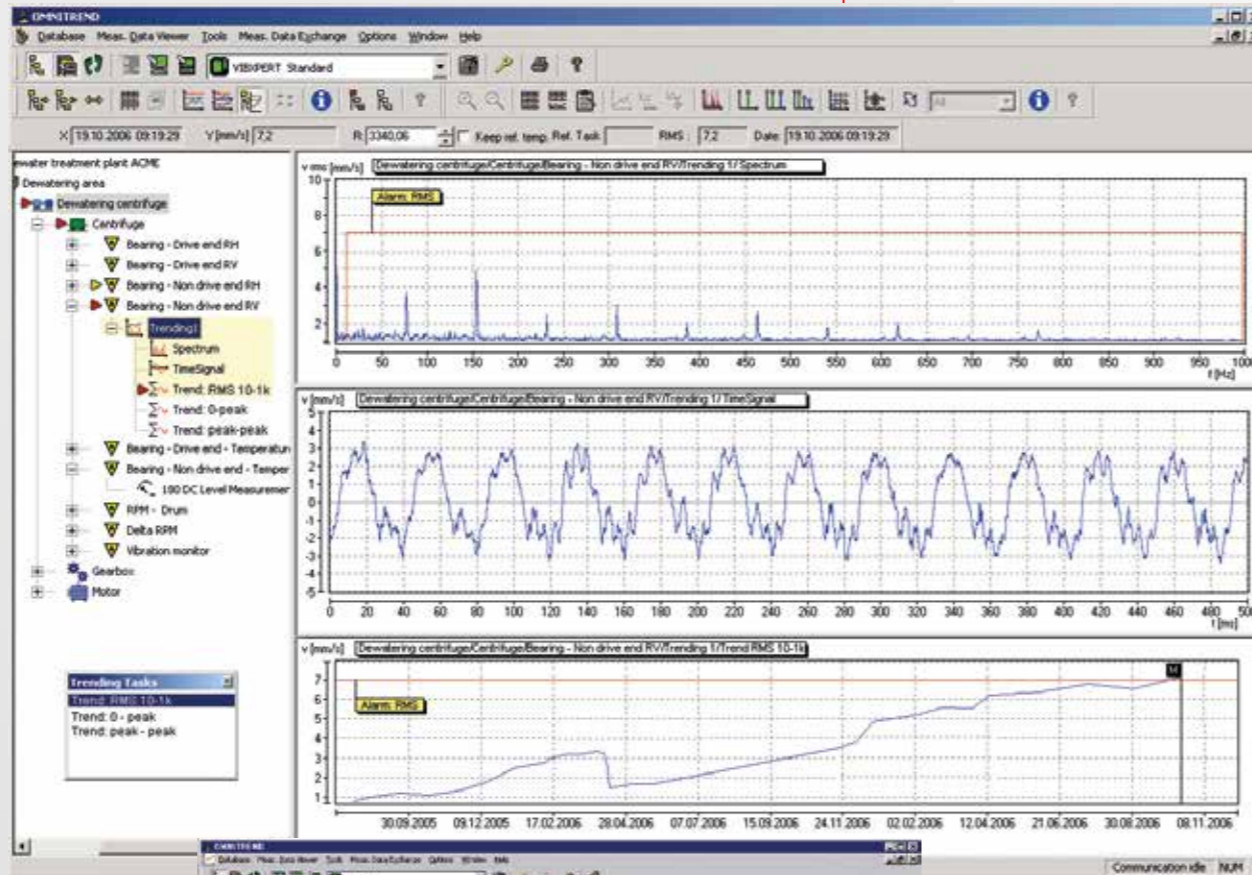 OMNITREND
Database Meas. Data Viewer Tools Meas. Data Exchange Options Window Help
VIBXPERT Standard
All
X 19.10.2006 09:19:29 Y [mm/s] 7,2 R: 3340,06 Keep ref. temp. Ref. Task RMS : 7.2 Date: 19.10.2006 09:19:29
ewater treatment plant ACME
Dewatering area
Dewatering centrifuge
Centrifuge
Bearing - Drive end RH
Bearing - Drive end RV
Bearing - Non drive end RH
Bearing - Non drive end RV
Trending1
Spectrum
TimeSignal
Trend: RMS 10-1k
Trend: 0-peak
Trend: peak-peak
Bearing - Drive end - Temperatur
Bearing - Non drive end - Temper
180 DC Level Measuremer
RPM - Drum
Delta RPM
Vibration monitor
Gearbox
Motor
Trending Tasks
Trend: RMS 10-1k
Trend: 0 - peak
Trend: peak - peak
v rms [mm/s] Dewatering centrifuge/Centrifuge/Bearing - Non drive end RV/Trending 1/ Spectrum
Alarm: RMS
10
8
6
4
2
0 50 100 150 200 250 300 350 400 450 500 550 600 650 700 750 800 850 900 950 1000
f [Hz]
v [mm/s] Dewatering centrifuge/Centrifuge/Bearing - Non drive end RV/Trending 1/ TimeSignal
5
4
3
2
1
0
-1
-2
-3
-4
-5
0 20 40 60 80 100 120 140 160 180 200 220 240 260 280 300 320 340 360 380 400 420 440 460 480 50
t [ms]
v [mm/s] Dewatering centrifuge/Centrifuge/Bearing - Non drive end RV/Trending 1/Trend RMS 10-1k
M
Alarm: RMS
7
6
5
4
3
2
1
30.09.2005 09.12.2005 17.02.2006 28.04.2006 07.07.2006 15.09.2006 24.11.2006 02.02.2006 12.04.2006 21.06.2006 30.08.2006 08.11.2006
OMNITREND
Database Meas. Data Viewer Tools Meas. Data Exchange Options Window Help
Communication idle NUM